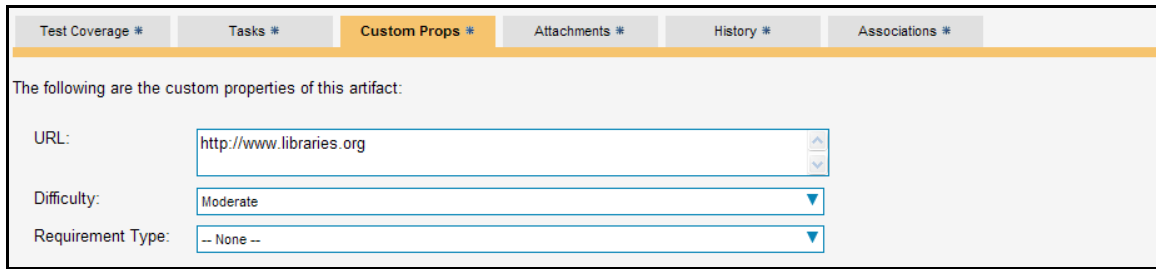 Test Coverage * Tasks * Custom Props * Attachments * History * Associations *
The following are the custom properties of this artifact:
URL: http://www.libraries.org
Difficulty: Moderate
Requirement Type: -- None --